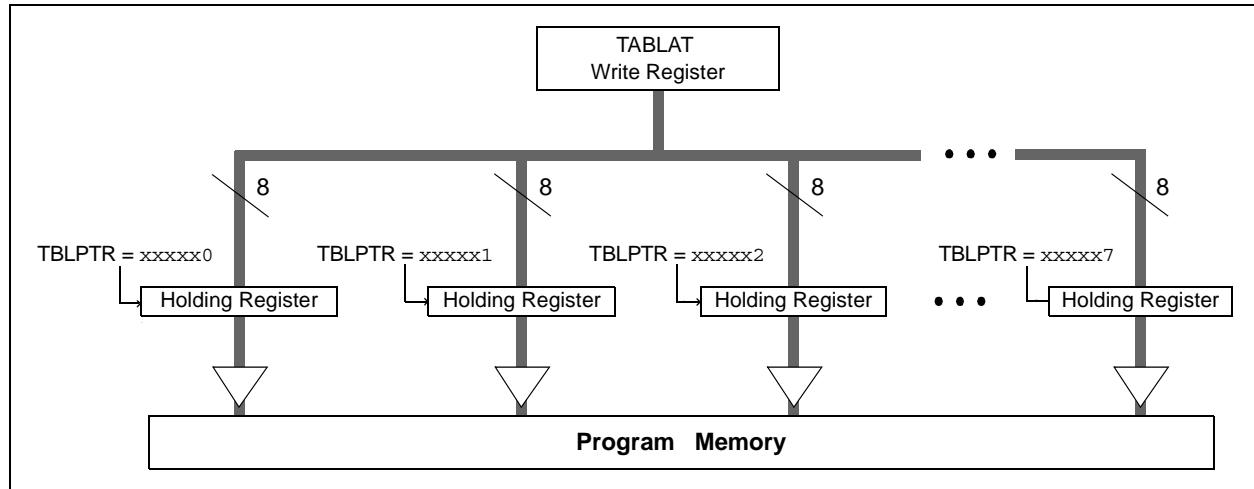 TABLAT
Write Register
8 8 8 8
TBLPTR = xxxxx0 TBLPTR = xxxxx1 TBLPTR = xxxxx2 TBLPTR = xxxxx7
Holding Register Holding Register Holding Register Holding Register
Program Memory